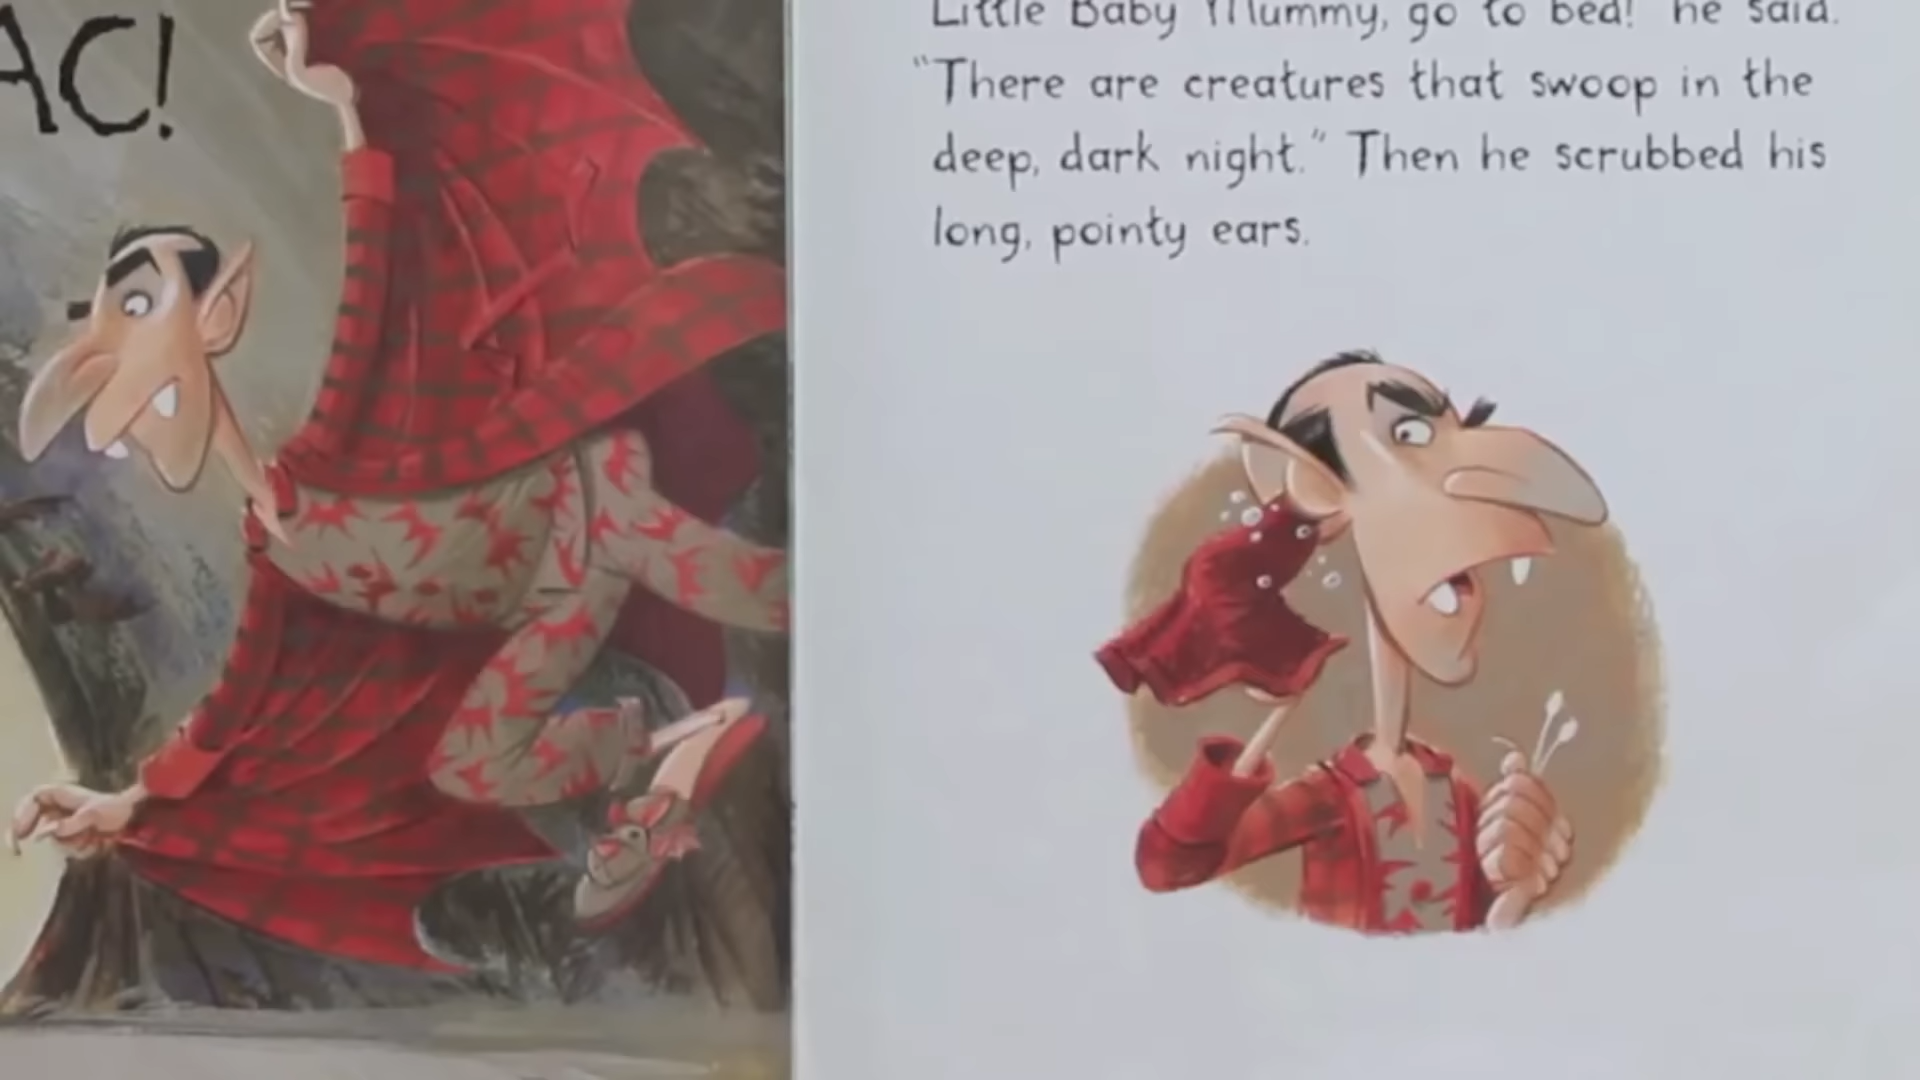 AC!
Little Baby Mummy, go to bed!" he said.
"There are creatures that swoop in the
deep, dark night." Then he scrubbed his
long, pointy ears.